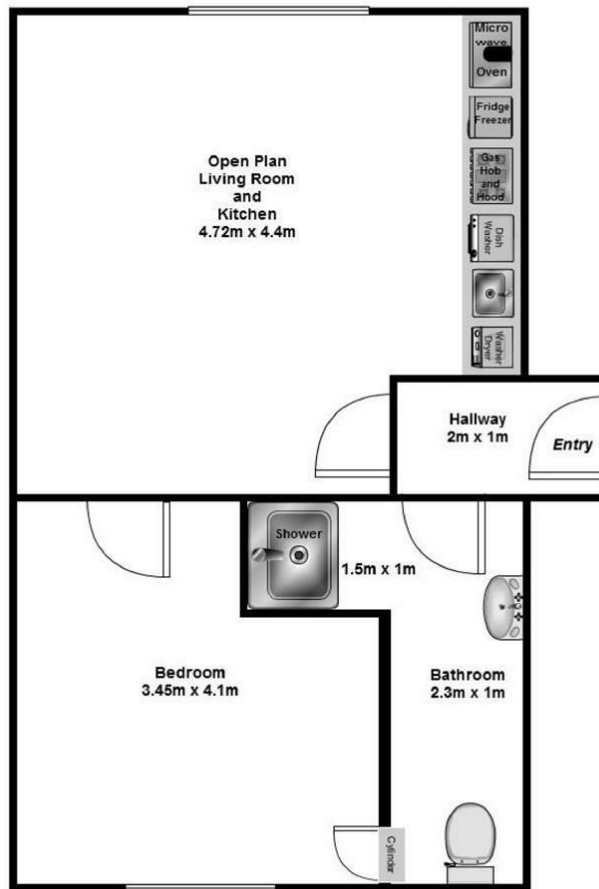 Micro
wave
Oven
Fridge
Freezer
Gas
Hob
and
Hood
Dish
Washer
Washer
Dryer
Open Plan
Living Room
and
Kitchen
4.72m x 4.4m
Hallway
2m x 1m
Entry
Shower
1.5m x 1m
Bedroom
3.45m x 4.1m
Bathroom
2.3m x 1m
Cylinder